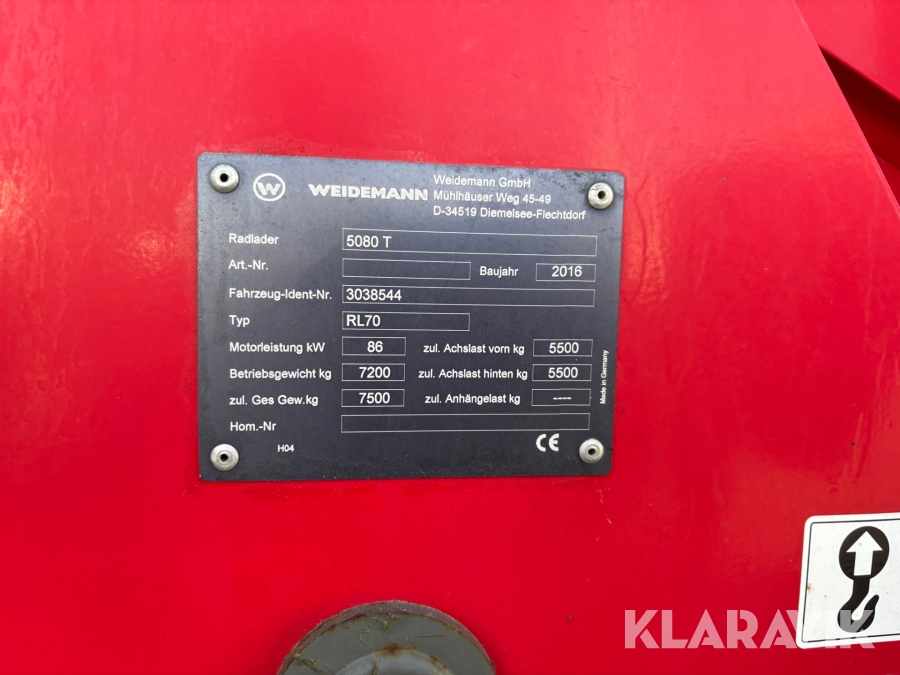 W WEIDEMANN
Weidemann GmbH
Mühlhäuser Weg 45-49
D-34519 Diemelsee-Flechtdorf
Radlader 5080 T
Art.-Nr. Baujahr 2016
Fahrzeug-Ident-Nr. 3038544
Typ RL70
Motorleistung kW 86 zul. Achslast vorn kg 5500
Betriebsgewicht kg 7200 zul. Achslast hinten kg 5500
zul. Ges Gew.kg 7500 zul. Anhängelast kg ----
Hom.-Nr
H04
CE
Made in Germany
KLARAVIK